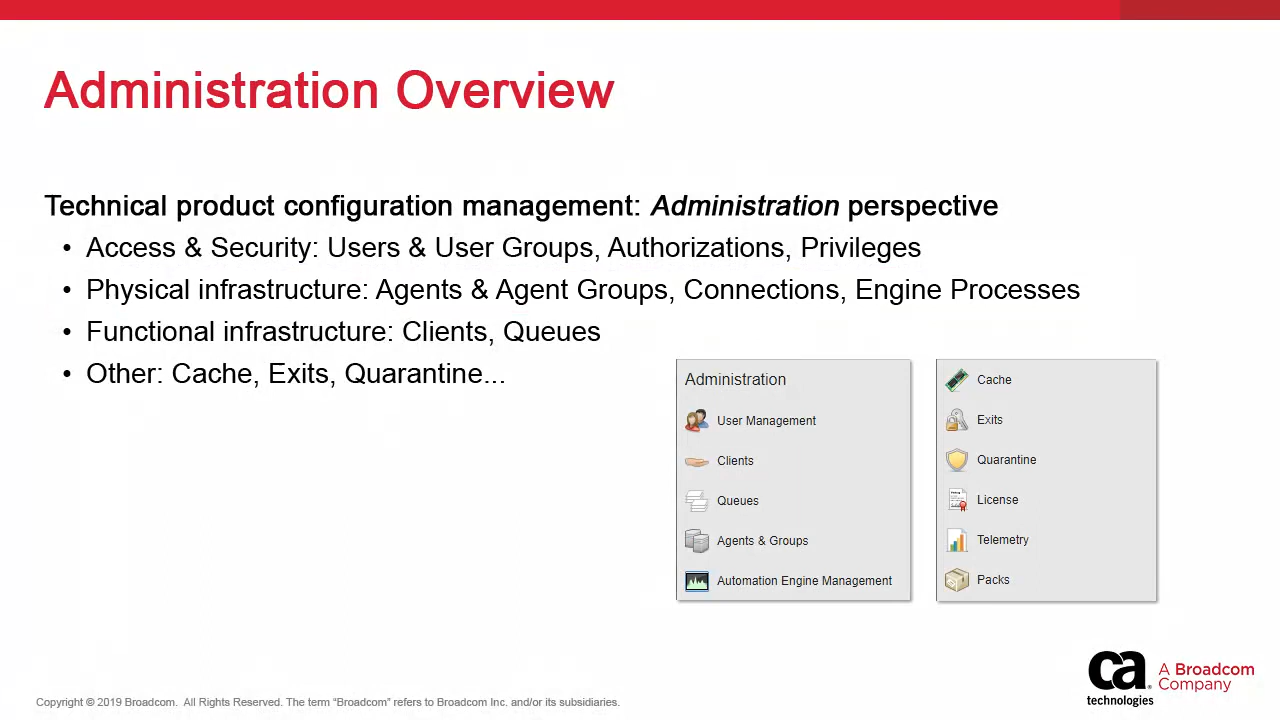 Administration Overview
Technical product configuration management: Administration perspective
• Access & Security: Users & User Groups, Authorizations, Privileges
• Physical infrastructure: Agents & Agent Groups, Connections, Engine Processes
• Functional infrastructure: Clients, Queues
• Other: Cache, Exits, Quarantine...
Administration
User Management
Clients
Queues
Agents & Groups
Automation Engine Management
Cache
Exits
Quarantine
License
Telemetry
Packs
Copyright © 2019 Broadcom. All Rights Reserved. The term “Broadcom” refers to Broadcom Inc. and/or its subsidiaries.
ca
technologies
A Broadcom
Company